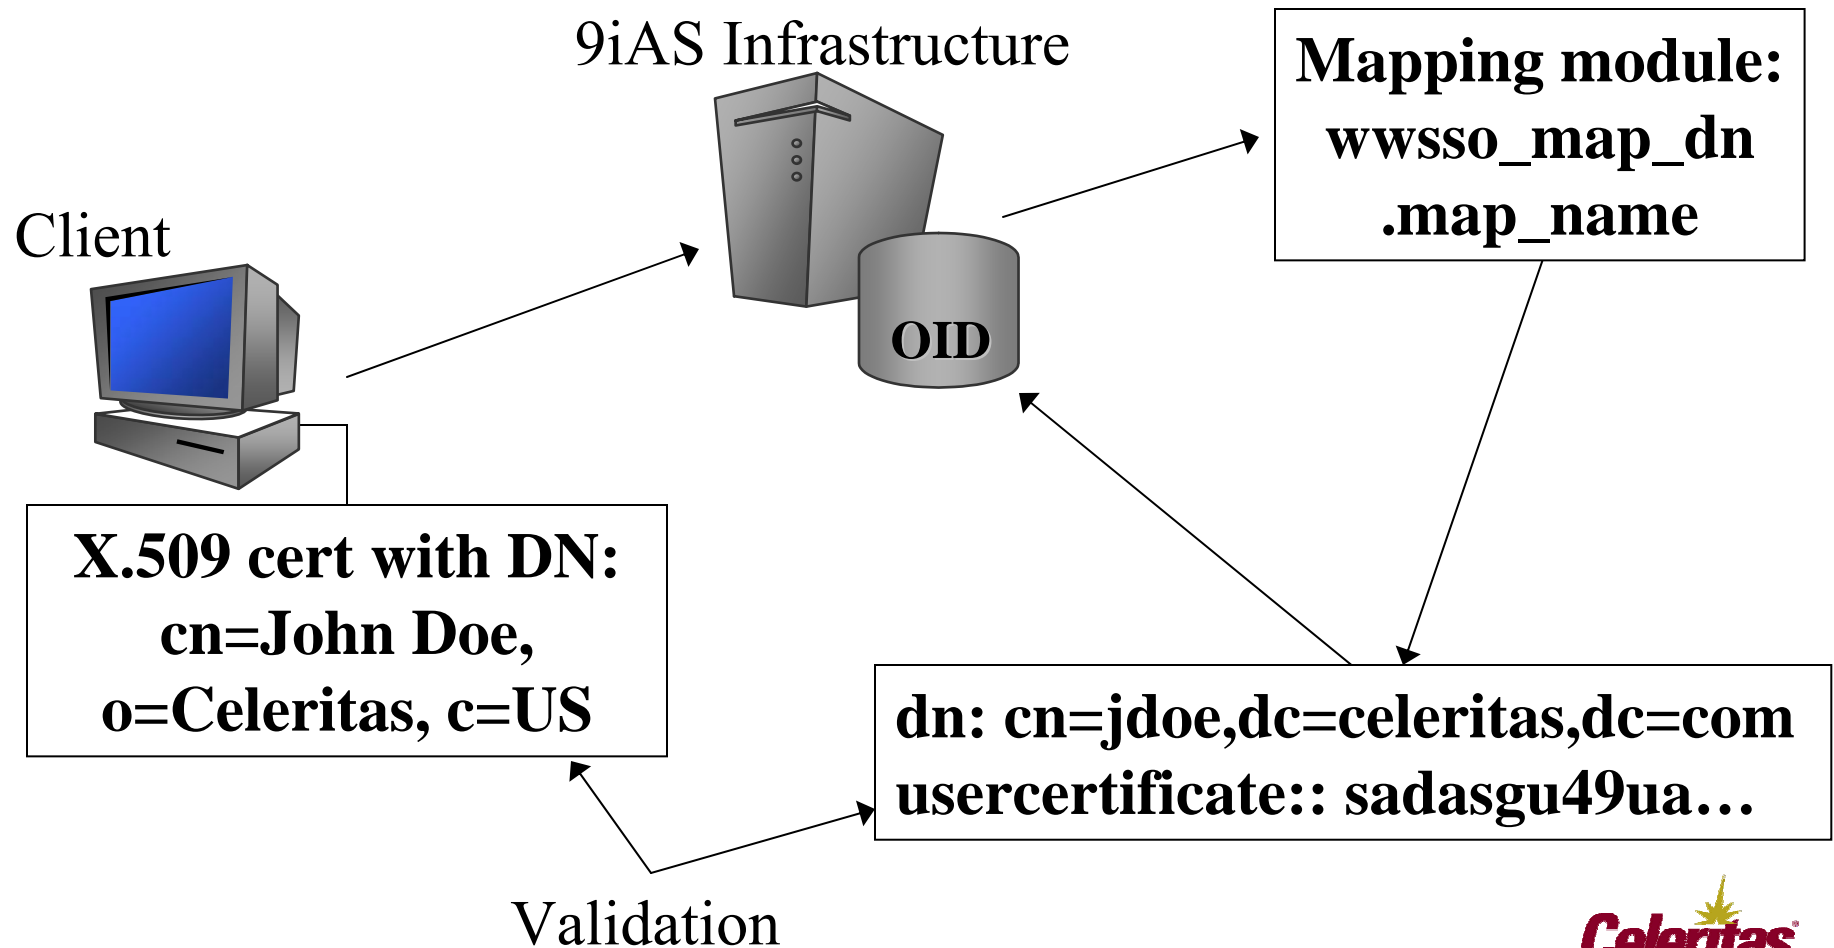 9iAS Infrastructure
Mapping module:
wwsso_map_dn
.map_name
Client
OID
X.509 cert with DN:
cn=John Doe,
o=Celeritas, c=US
dn: cn=jdoe,dc=celeritas,dc=com
usercertificate:: sadasgu49ua…
Validation
Celeritas